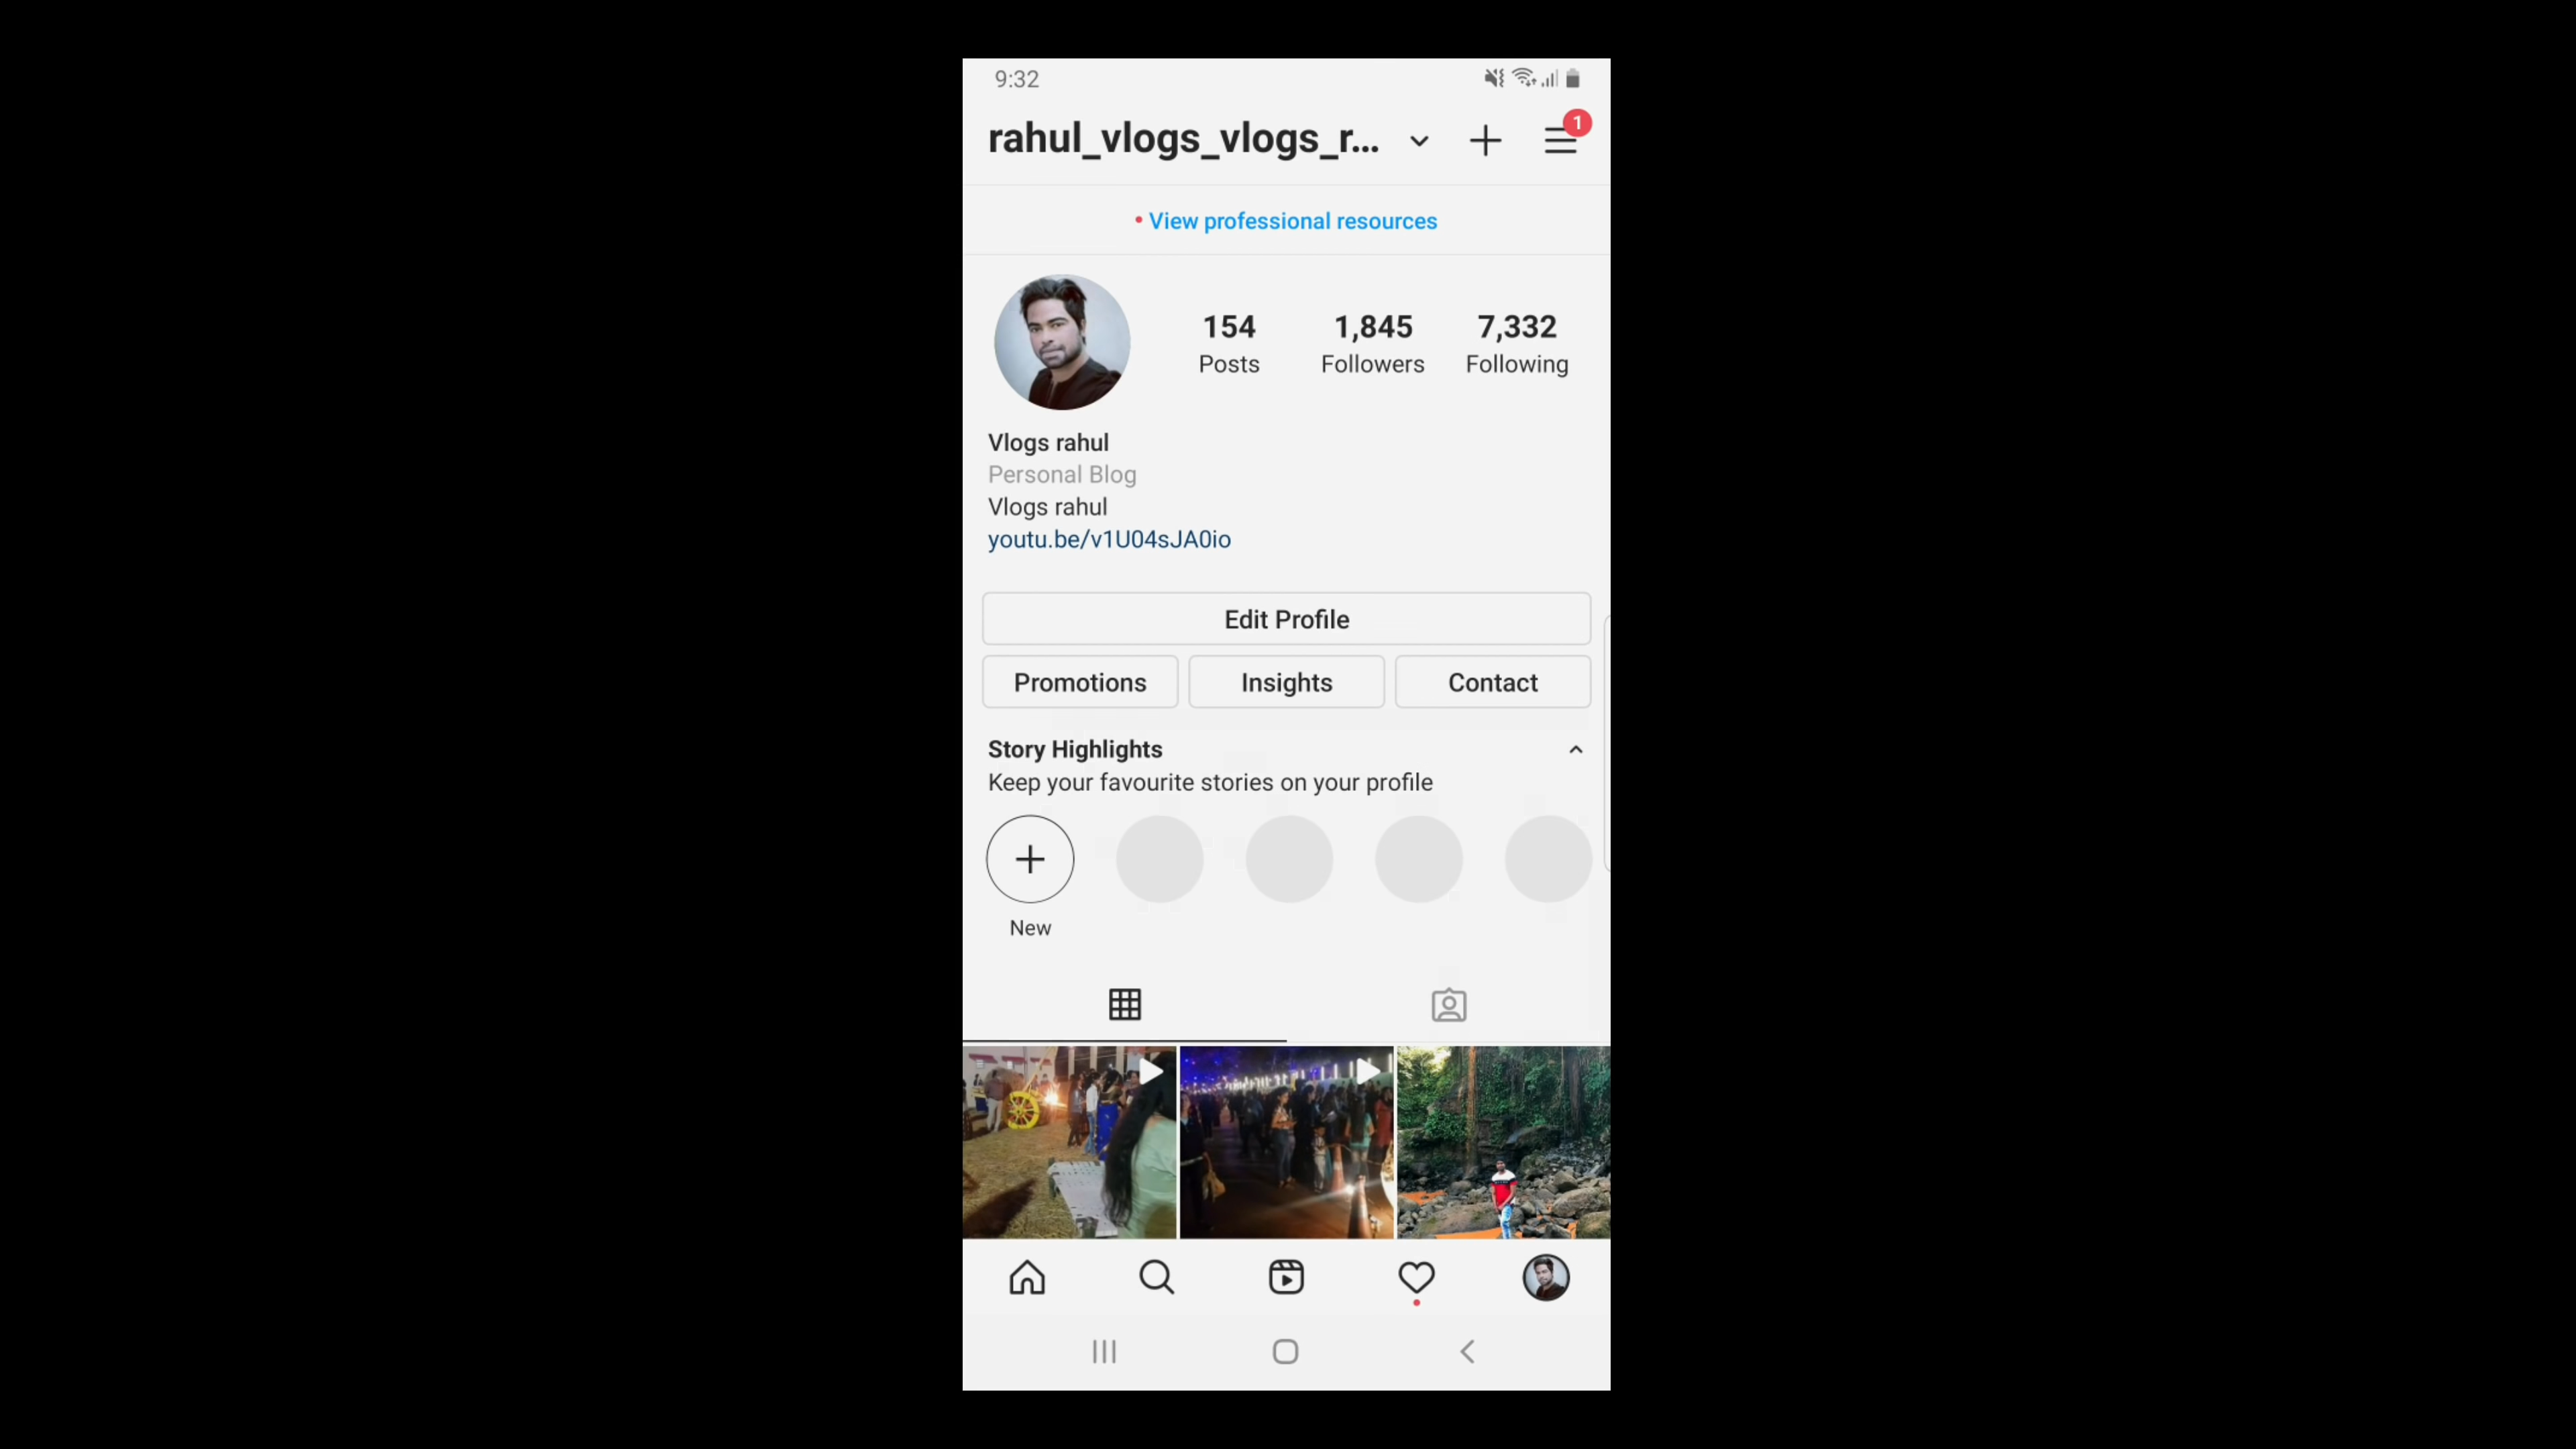 9:32
rahul_vlogs_vlogs_r...
1
View professional resources
154 1,845 7,332
Posts Followers Following
Vlogs rahul
Personal Blog
Vlogs rahul
youtu.be/v1U04sJA0io
Edit Profile
Promotions Insights Contact
Story Highlights
Keep your favourite stories on your profile
New